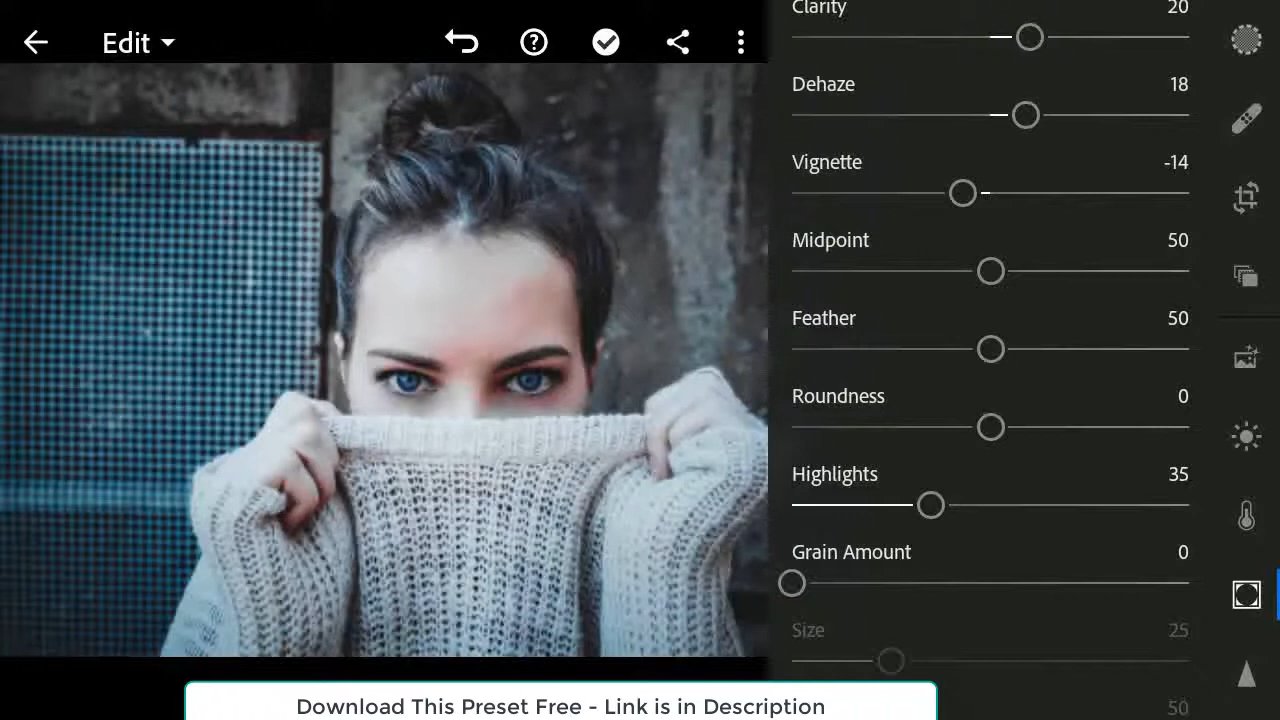 Edit
Clarity 20
Dehaze 18
Vignette -14
Midpoint 50
Feather 50
Roundness 0
Highlights 35
Grain Amount 0
Size 25
50
Download This Preset Free - Link is in Description